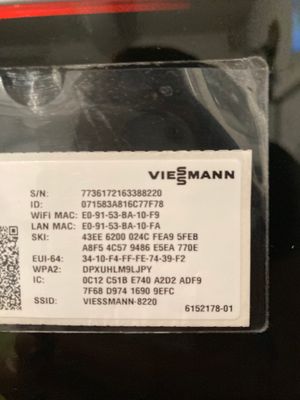 VIESSMANN
S/N: 7736172163388220
ID: 071583A816C77F78
WiFi MAC: E0-91-53-BA-10-F9
LAN MAC: E0-91-53-BA-10-FA
SKI: 43EE 6200 024C FEA9 5FEB
A8F5 4C57 9486 E5EA 770E
EUI-64: 34-10-F4-FF-FE-74-39-F2
WPA2: DPXUHLM9LJPY
IC: 0C12 C51B E740 A2D2 ADF9
7F68 D974 1690 9EFC
SSID: VIESSMANN-8220
6152178-01